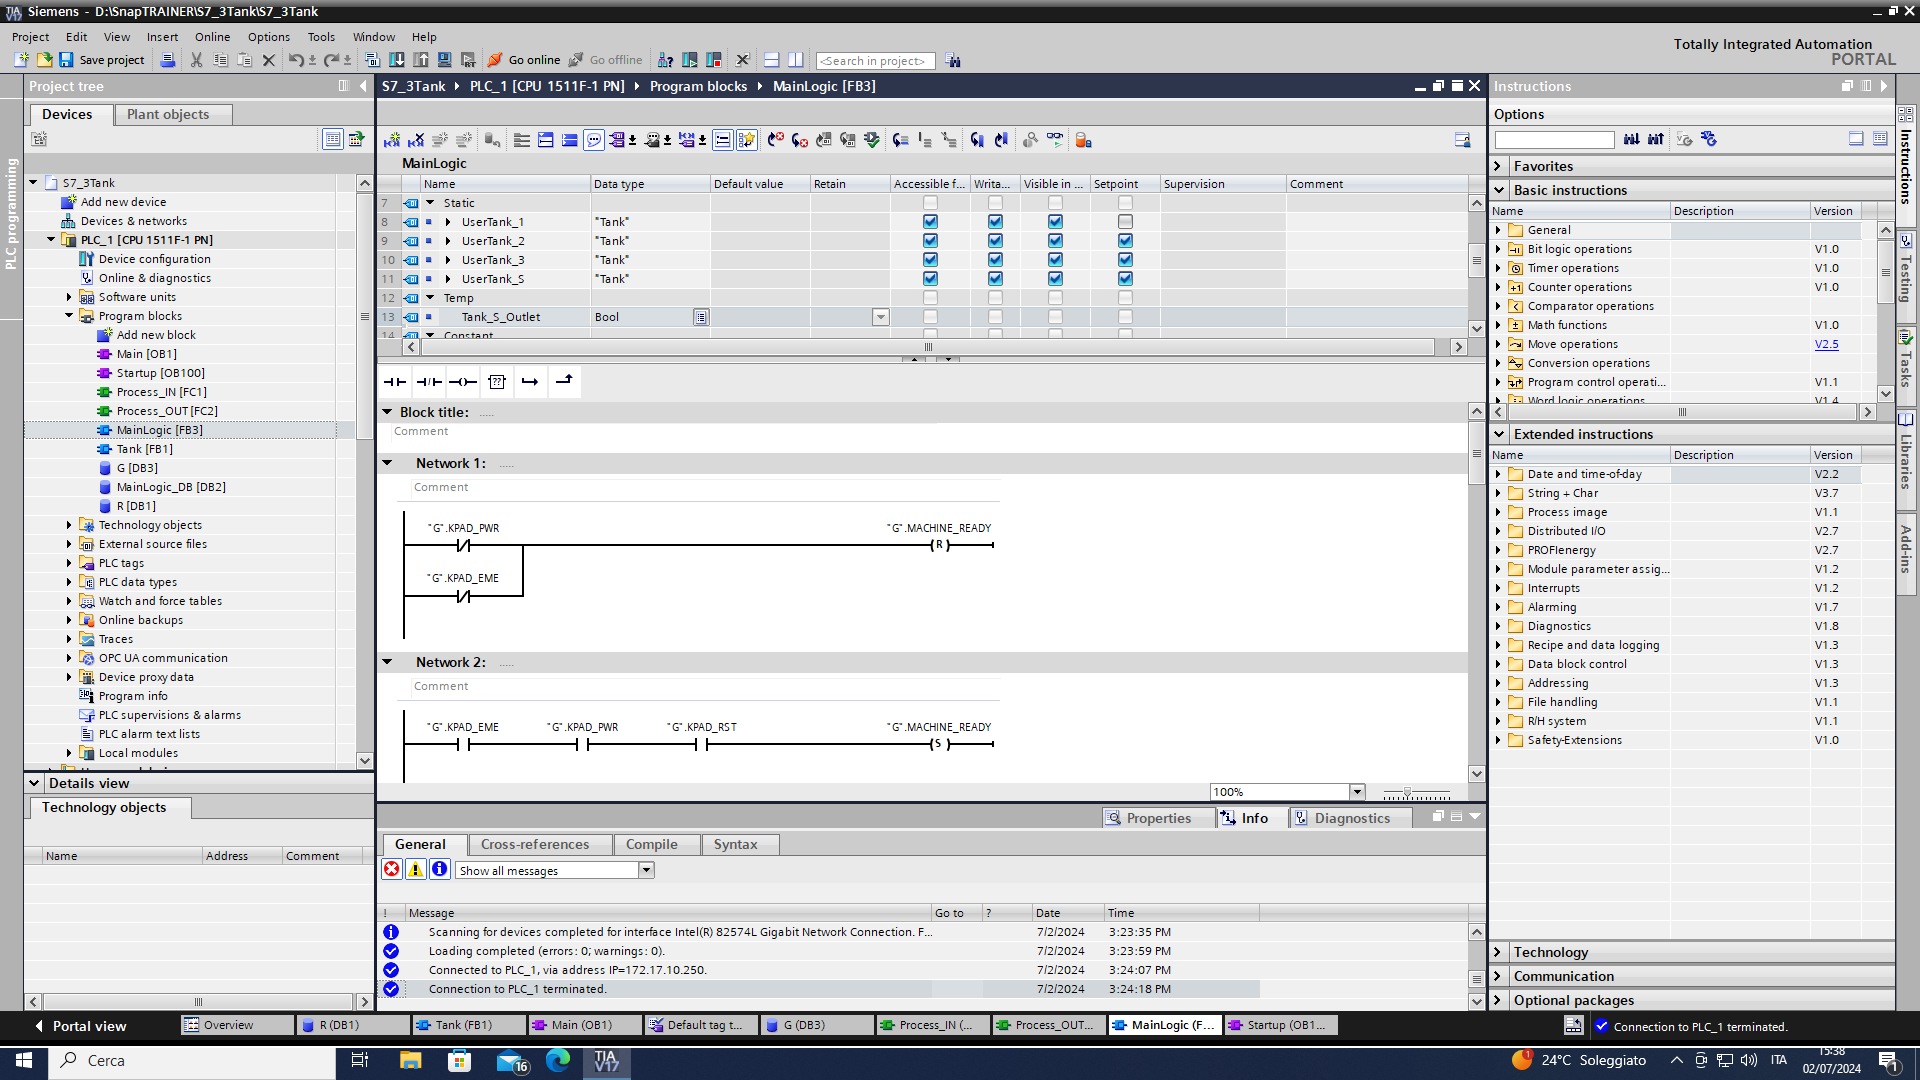 Siemens - D:\SnapTRAINER\S7_3Tank\S7_3Tank
Project Edit View Insert Online Options Tools Window Help
Totally Integrated Automation
PORTAL
Save project
Go online
Go offline
<Search in project>
Project tree
S7_3Tank PLC_1 [CPU 1511F-1 PN] Program blocks MainLogic [FB3]
Instructions
Devices
Plant objects
PLC programming
S7_3Tank
Add new device
Devices & networks
PLC_1 [CPU 1511F-1 PN]
Device configuration
Online & diagnostics
Software units
Program blocks
Add new block
Main [OB1]
Startup [OB100]
Process_IN [FC1]
Process_OUT [FC2]
MainLogic [FB3]
Tank [FB1]
G [DB3]
MainLogic_DB [DB2]
R [DB1]
Technology objects
External source files
PLC tags
PLC data types
Watch and force tables
Online backups
Traces
OPC UA communication
Device proxy data
Program info
PLC supervisions & alarms
PLC alarm text lists
Local modules
Details view
Technology objects
Name Address Comment
MainLogic
Name Data type Default value Retain Accessible f... Writa... Visible in ... Setpoint Supervision Comment
7 Static
8 UserTank_1 "Tank"
9 UserTank_2 "Tank"
10 UserTank_3 "Tank"
11 UserTank_S "Tank"
12 Temp
13 Tank_S_Outlet Bool
14 Constant
Block title: .....
Comment
Network 1: .....
Comment
"G".KPAD_PWR
"G".MACHINE_READY
R
"G".KPAD_EME
Network 2: .....
Comment
"G".KPAD_EME
"G".KPAD_PWR
"G".KPAD_RST
"G".MACHINE_READY
S
100%
Properties
Info
Diagnostics
General
Cross-references
Compile
Syntax
Show all messages
! Message Go to ? Date Time
Scanning for devices completed for interface Intel(R) 82574L Gigabit Network Connection. F... 7/2/2024 3:23:35 PM
Loading completed (errors: 0; warnings: 0). 7/2/2024 3:23:59 PM
Connected to PLC_1, via address IP=172.17.10.250. 7/2/2024 3:24:07 PM
Connection to PLC_1 terminated. 7/2/2024 3:24:18 PM
Options
Favorites
Basic instructions
Name Description Version
General
Bit logic operations V1.0
Timer operations V1.0
Counter operations V1.0
Comparator operations
Math functions V1.0
Move operations V2.5
Conversion operations
Program control operati... V1.1
Word logic operations V1.4
Extended instructions
Name Description Version
Date and time-of-day V2.2
String + Char V3.7
Process image V1.1
Distributed I/O V2.7
PROFIenergy V2.7
Module parameter assig... V1.2
Interrupts V1.2
Alarming V1.7
Diagnostics V1.8
Recipe and data logging V1.3
Data block control V1.3
Addressing V1.3
File handling V1.1
R/H system V1.1
Safety-Extensions V1.0
Technology
Communication
Optional packages
Instructions
Testing
Tasks
Libraries
Add-ins
Portal view
Overview
R (DB1)
Tank (FB1)
Main (OB1)
Default tag t...
G (DB3)
Process_IN (...
Process_OUT...
MainLogic (F...
Startup (OB1...
Connection to PLC_1 terminated.
Cerca
16
TIA
V17
1
24°C Soleggiato
ITA
15:38
02/07/2024
1